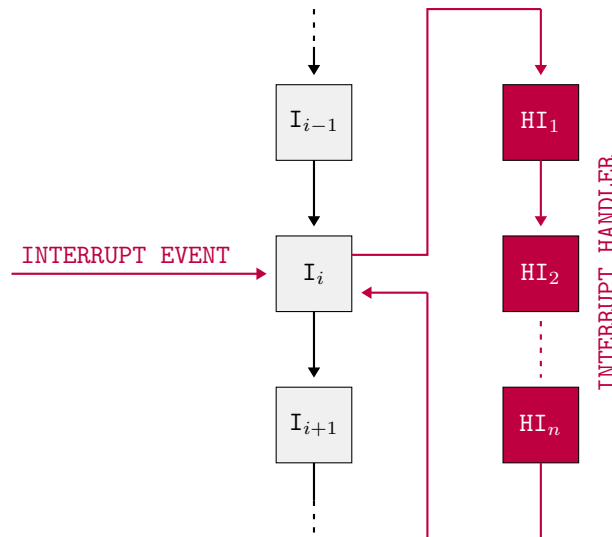 I_{i-1}
HI_1
INTERRUPT EVENT
I_i
HI_2
INTERRUPT HANDLER
I_{i+1}
HI_n